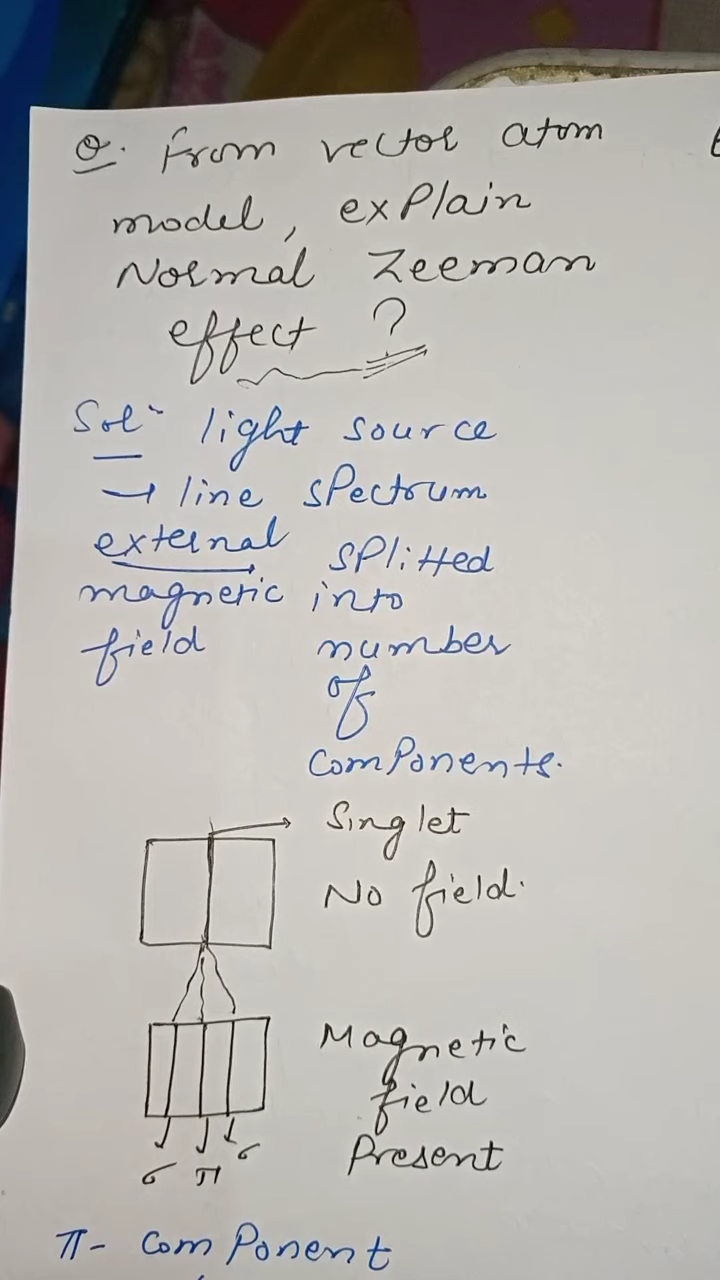 Q. From vector atom
model, explain
Normal Zeeman
effect ?
Sol- light source
→ line spectrum
external splitted
magnetic into
field number
of
components.
Singlet
No field.
Magnetic
field
Present
σ π σ
π- component